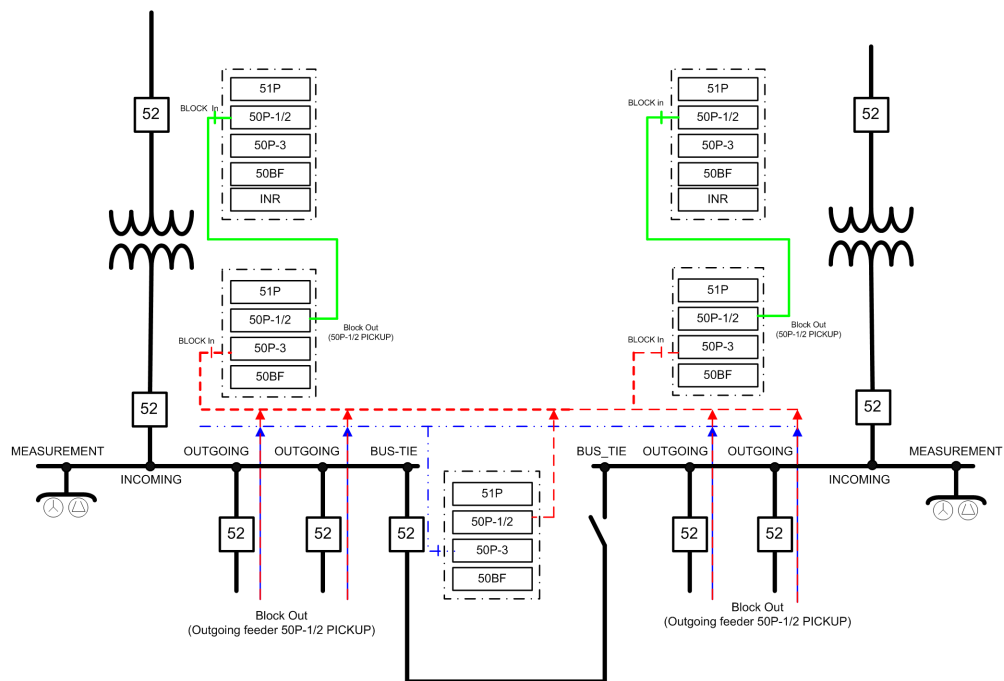 52
51P
BLOCK In
50P-1/2
50P-3
50BF
INR
51P
BLOCK in
50P-1/2
50P-3
50BF
INR
52
51P
50P-1/2
Block Out
(50P-1/2 PICKUP)
BLOCK In
50P-3
50BF
51P
50P-1/2
Block Out
(50P-1/2 PICKUP)
BLOCK In
50P-3
50BF
52
52
MEASUREMENT
INCOMING
OUTGOING
OUTGOING
BUS-TIE
BUS_TIE
OUTGOING
OUTGOING
INCOMING
MEASUREMENT
52
52
52
51P
50P-1/2
50P-3
50BF
52
52
Block Out
(Outgoing feeder 50P-1/2 PICKUP)
Block Out
(Outgoing feeder 50P-1/2 PICKUP)